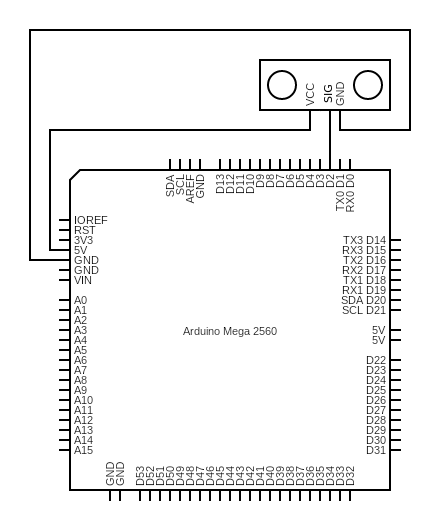 VCC
SIG
GND
SDA
SCL
AREF
GND
D13
D12
D11
D10
D9
D8
D7
D6
D5
D4
D3
D2
TX0 D1
RX0 D0
IOREF
RST
3V3
5V
GND
GND
VIN
A0
A1
A2
A3
A4
A5
A6
A7
A8
A9
A10
A11
A12
A13
A14
A15
Arduino Mega 2560
TX3 D14
RX3 D15
TX2 D16
RX2 D17
TX1 D18
RX1 D19
SDA D20
SCL D21
5V
5V
D22
D23
D24
D25
D26
D27
D28
D29
D30
D31
GND
GND
D53
D52
D51
D50
D49
D48
D47
D46
D45
D44
D43
D42
D41
D40
D39
D38
D37
D36
D35
D34
D33
D32